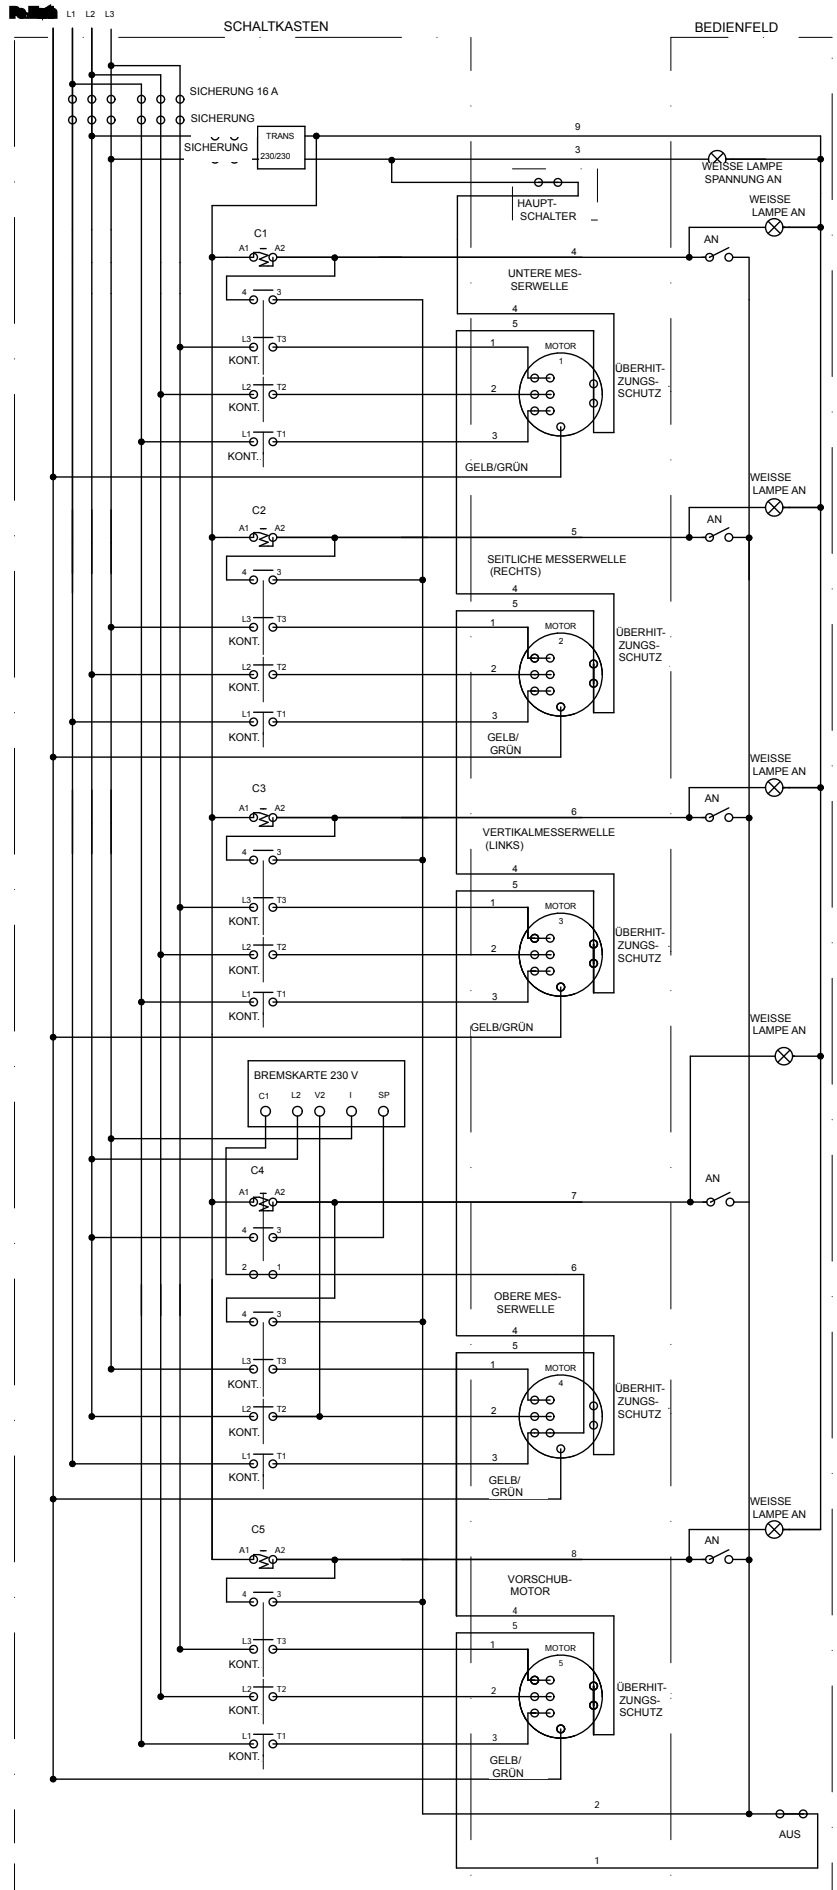 L1 L2 L3
SCHALTKASTEN
BEDIENFELD
SICHERUNG 16 A
SICHERUNG
SICHERUNG
TRANS
230/230
9
3
WEISSE LAMPE
SPANNUNG AN
HAUPT-
SCHALTER
WEISSE
LAMPE AN
C1
A1 A2
4
AN
4 3
UNTERE MES-
SERWELLE
4
5
L3 T3
KONT.
1
MOTOR
1
ÜBERHIT-
ZUNGS-
SCHUTZ
L2 T2
KONT.
2
L1 T1
KONT.
3
GELB/GRÜN
WEISSE
LAMPE AN
C2
A1 A2
5
AN
4 3
SEITLICHE MESSERWELLE
(RECHTS)
4
5
L3 T3
KONT.
1
MOTOR
2
ÜBERHIT-
ZUNGS-
SCHUTZ
L2 T2
KONT.
2
L1 T1
KONT.
3
GELB/
GRÜN
WEISSE
LAMPE AN
C3
A1 A2
6
AN
4 3
VERTIKALMESSERWELLE
(LINKS)
4
5
L3 T3
KONT.
1
MOTOR
3
ÜBERHIT-
ZUNGS-
SCHUTZ
L2 T2
KONT.
2
L1 T1
KONT.
3
GELB/GRÜN
WEISSE
LAMPE AN
BREMSKARTE 230 V
C1 L2 V2 I SP
C4
A1 A2
7
AN
4 3
2 1
6
OBERE MES-
SERWELLE
4 3
4
5
L3 T3
KONT.
1
MOTOR
4
ÜBERHIT-
ZUNGS-
SCHUTZ
L2 T2
KONT.
2
L1 T1
KONT.
3
GELB/
GRÜN
WEISSE
LAMPE AN
C5
A1 A2
8
AN
4 3
VORSCHUB-
MOTOR
4
5
L3 T3
KONT.
1
MOTOR
5
ÜBERHIT-
ZUNGS-
SCHUTZ
L2 T2
KONT.
2
L1 T1
KONT.
3
GELB/
GRÜN
2
AUS
1